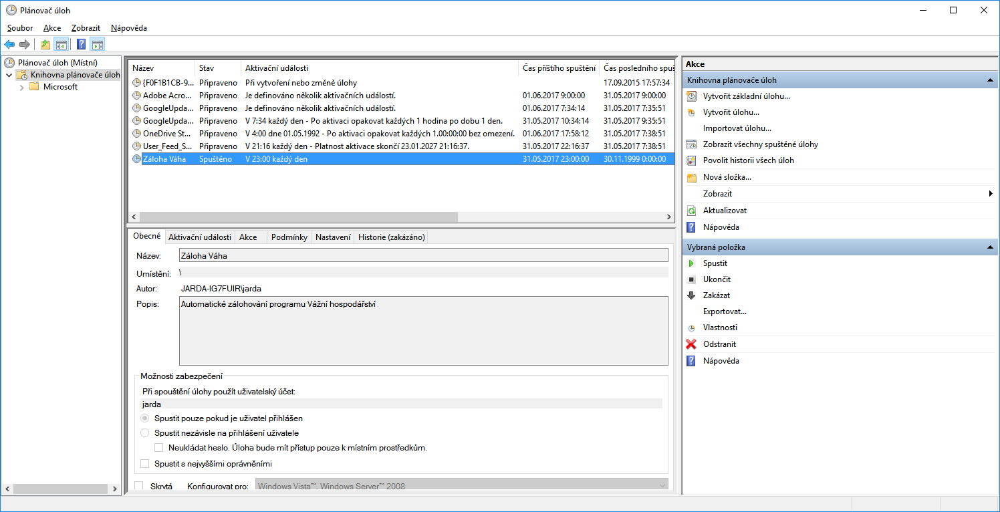 Plánovač úloh
Soubor Akce Zobrazit Nápověda
Plánovač úloh (Místní)
Knihovna plánovače úloh
Microsoft
Název Stav Aktivační události Čas příštího spuštění Čas posledního spuš
{F0F1B1CB-9... Připraveno Při vytvoření nebo změně úlohy 17.09.2015 17:57:34
Adobe Acro... Připraveno Je definováno několik aktivačních událostí. 01.06.2017 9:00:00 31.05.2017 9:00:00
GoogleUpda... Připraveno Je definováno několik aktivačních událostí. 01.06.2017 7:34:14 31.05.2017 7:35:51
GoogleUpda... Připraveno V 7:34 každý den - Po aktivaci opakovat každých 1 hodina po dobu 1 den. 31.05.2017 10:34:14 31.05.2017 9:35:51
OneDrive St... Připraveno V 4:00 dne 01.05.1992 - Po aktivaci opakovat každých 1.00:00:00 bez omezení. 01.06.2017 17:58:12 31.05.2017 7:38:51
User_Feed_S... Připraveno V 21:16 každý den - Platnost aktivace skončí 23.01.2027 21:16:37. 31.05.2017 22:16:37 31.05.2017 7:38:51
Záloha Váha Spuštěno V 23:00 každý den 31.05.2017 23:00:00 30.11.1999 0:00:00
Obecné Aktivační události Akce Podmínky Nastavení Historie (zakázáno)
Název: Záloha Váha
Umístění: \
Autor: JARDA-IG7FUIR\jarda
Popis: Automatické zálohování programu Vážní hospodářství
Možnosti zabezpečení
Při spouštění úlohy použít uživatelský účet:
jarda
Spustit pouze pokud je uživatel přihlášen
Spustit nezávisle na přihlášení uživatele
Neukládat heslo. Úloha bude mít přístup pouze k místním prostředkům.
Spustit s nejvyššími oprávněními
Skrytá Konfigurovat pro: Windows Vista™, Windows Server™ 2008
Akce
Knihovna plánovače úloh
Vytvořit základní úlohu...
Vytvořit úlohu...
Importovat úlohu...
Zobrazit všechny spuštěné úlohy
Povolit historii všech úloh
Nová složka...
Zobrazit
Aktualizovat
Nápověda
Vybraná položka
Spustit
Ukončit
Zakázat
Exportovat...
Vlastnosti
Odstranit
Nápověda